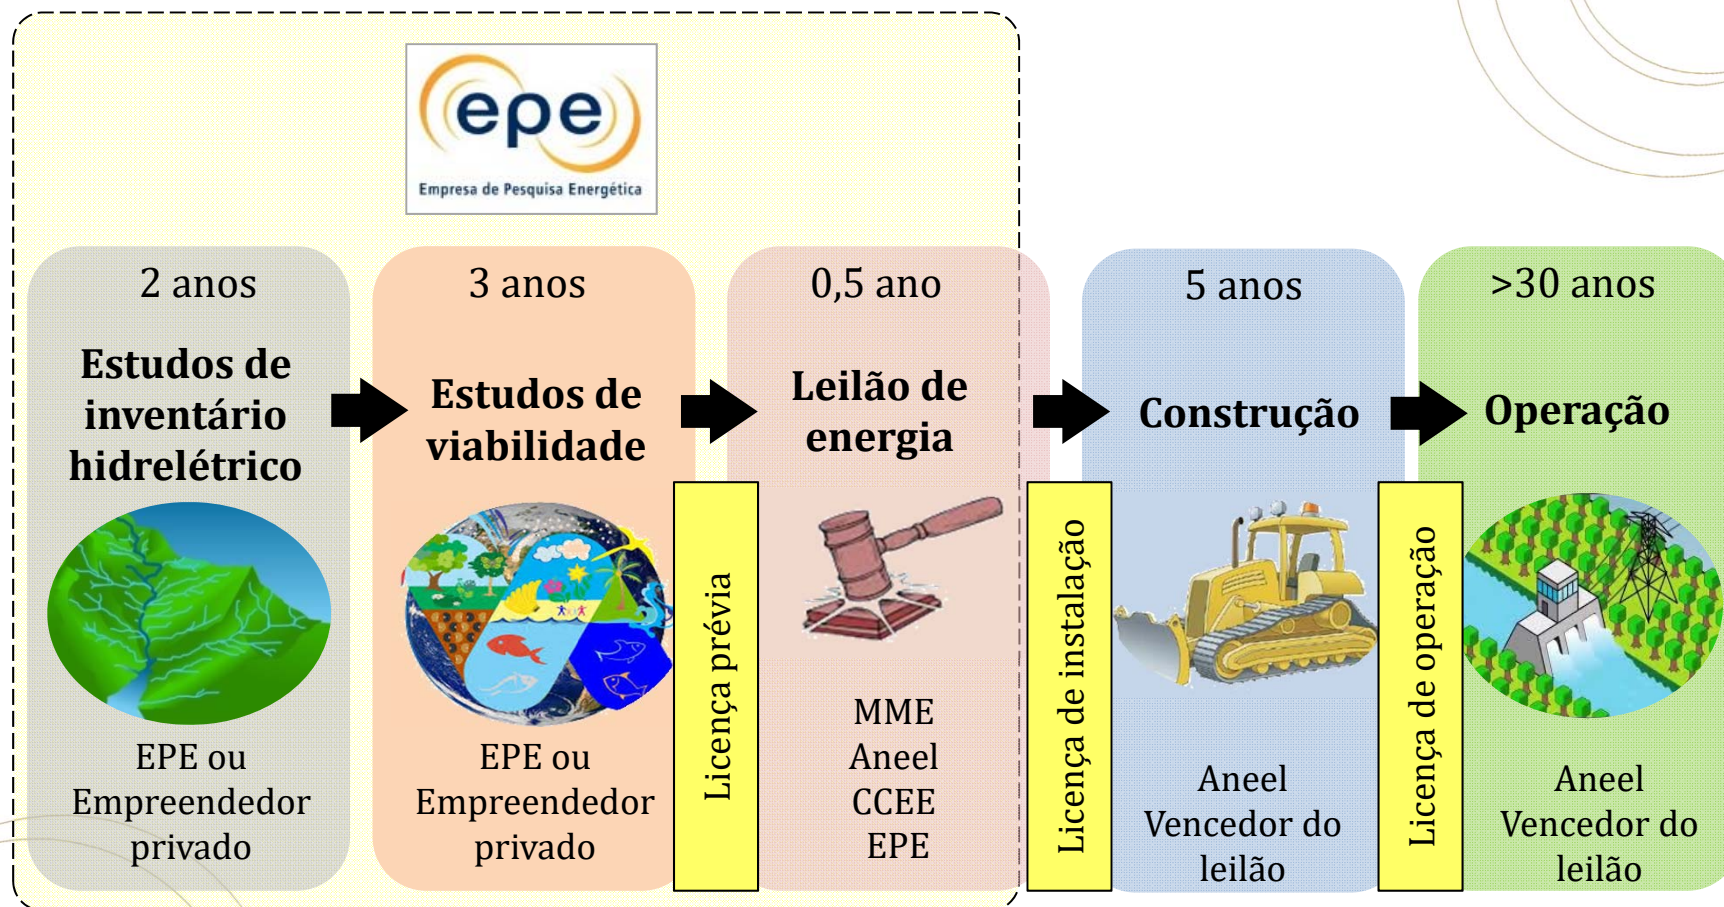 epe
Empresa de Pesquisa Energética
2 anos
Estudos de
inventário
hidrelétrico
EPE ou
Empreendedor
privado
3 anos
Estudos de
viabilidade
EPE ou
Empreendedor
privado
Licença prévia
0,5 ano
Leilão de
energia
MME
Aneel
CCEE
EPE
Licença de instalação
5 anos
Construção
Aneel
Vencedor do
leilão
Licença de operação
>30 anos
Operação
Aneel
Vencedor do
leilão